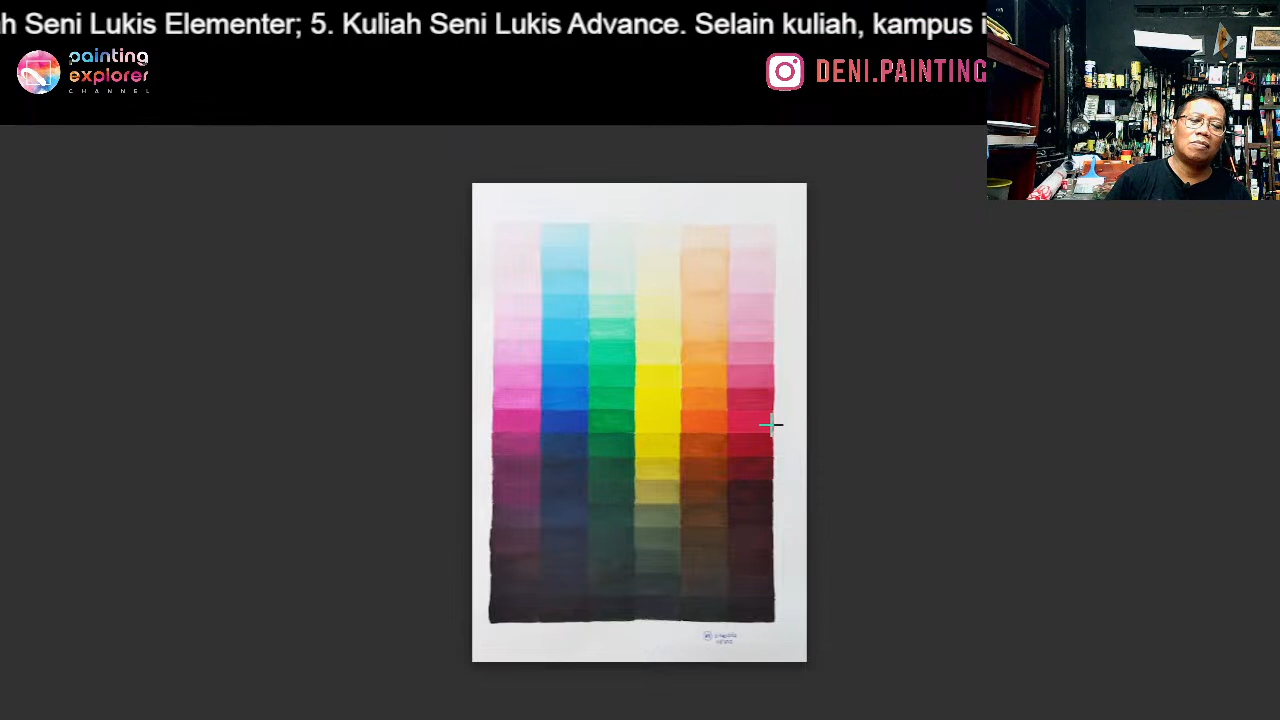 h Seni Lukis Elementer; 5. Kuliah Seni Lukis Advance. Selain kuliah, kampus i
painting
explorer
CHANNEL
DENI.PAINTING